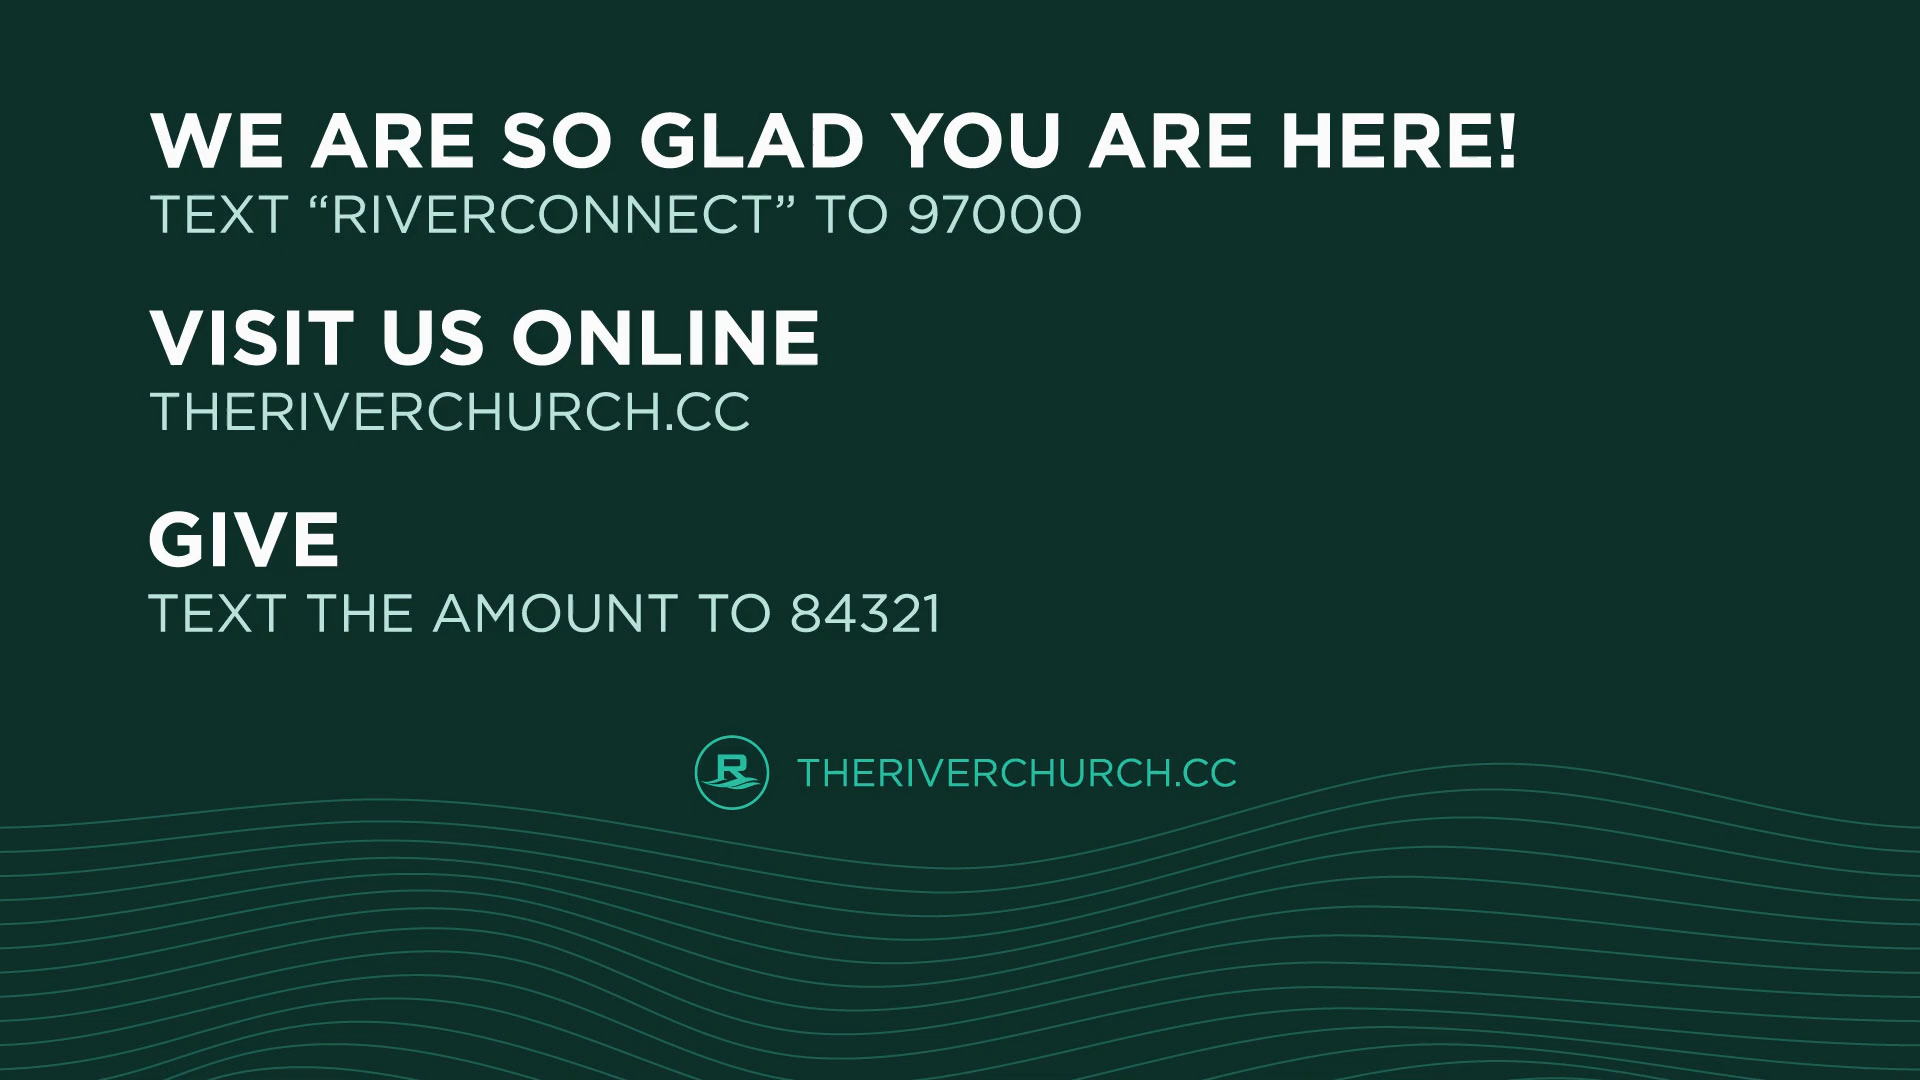 WE ARE SO GLAD YOU ARE HERE!
TEXT “RIVERCONNECT” TO 97000
VISIT US ONLINE
THERIVERCHURCH.CC
GIVE
TEXT THE AMOUNT TO 84321
R THERIVERCHURCH.CC